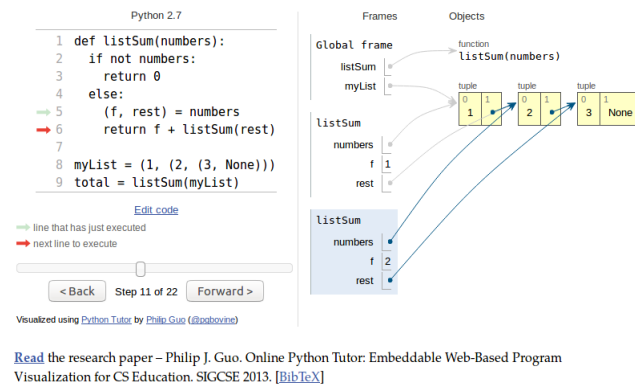 Python 2.7
1 def listSum(numbers):
2 if not numbers:
3 return 0
4 else:
5 (f, rest) = numbers
6 return f + listSum(rest)
7
8 myList = (1, (2, (3, None)))
9 total = listSum(myList)
Edit code
line that has just executed
next line to execute
< Back Step 11 of 22 Forward >
Visualized using Python Tutor by Philip Guo (@pgbovine)
Frames Objects
Global frame
listSum
myList
function
listSum(numbers)
tuple tuple tuple
0 1 0 1 0 1
1 2 3 None
listSum
numbers
f 1
rest
listSum
numbers
f 2
rest
Read the research paper – Philip J. Guo. Online Python Tutor: Embeddable Web-Based Program
Visualization for CS Education. SIGCSE 2013. [BibTeX]